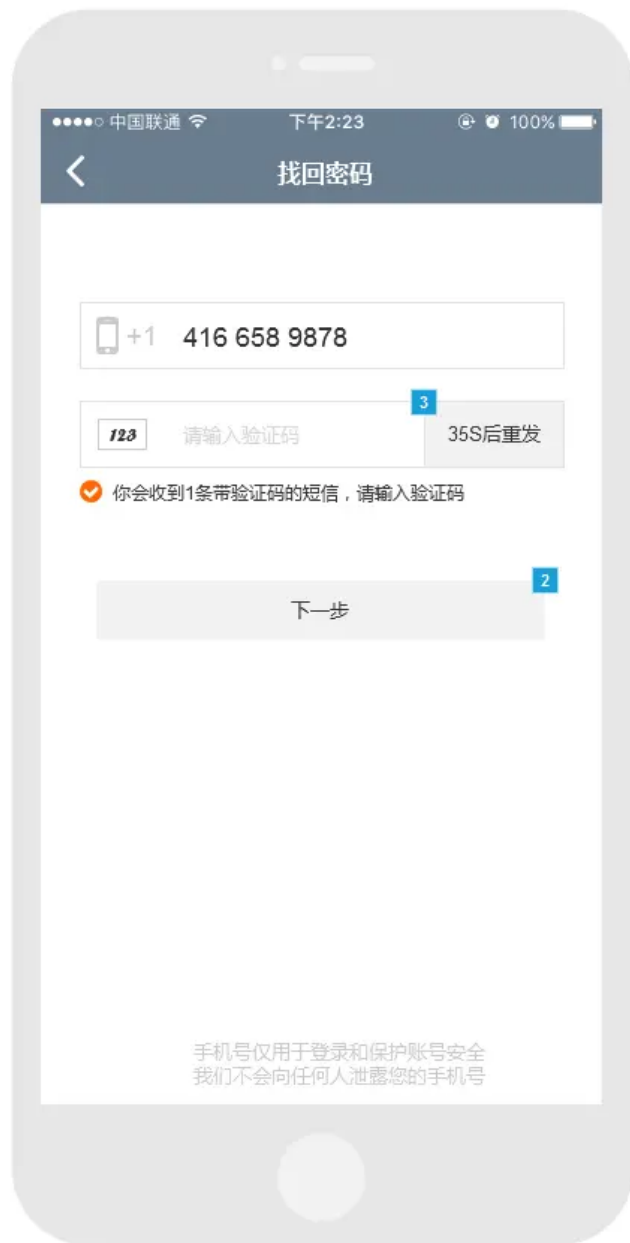 中国联通 下午2:23 100%
找回密码
+1 416 658 9878
3
123 请输入验证码 35S后重发
你会收到1条带验证码的短信，请输入验证码
2
下一步
手机号仅用于登录和保护账号安全
我们不会向任何人泄露您的手机号